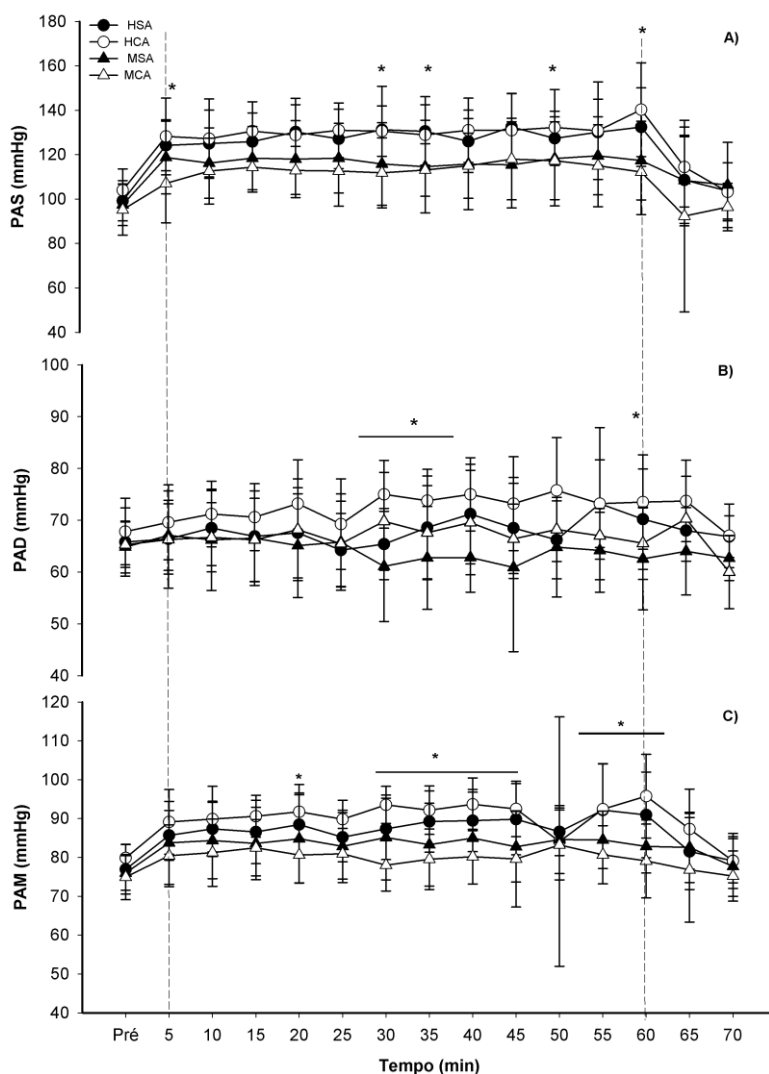 HSA
HCA
MSA
MCA
A)
180
160
140
120
100
80
60
40
PAS (mmHg)
*
*
*
*
*
B)
100
90
80
70
60
50
40
PAD (mmHg)
*
*
C)
120
110
100
90
80
70
60
50
40
PAM (mmHg)
*
*
*
Pré 5 10 15 20 25 30 35 40 45 50 55 60 65 70
Tempo (min)